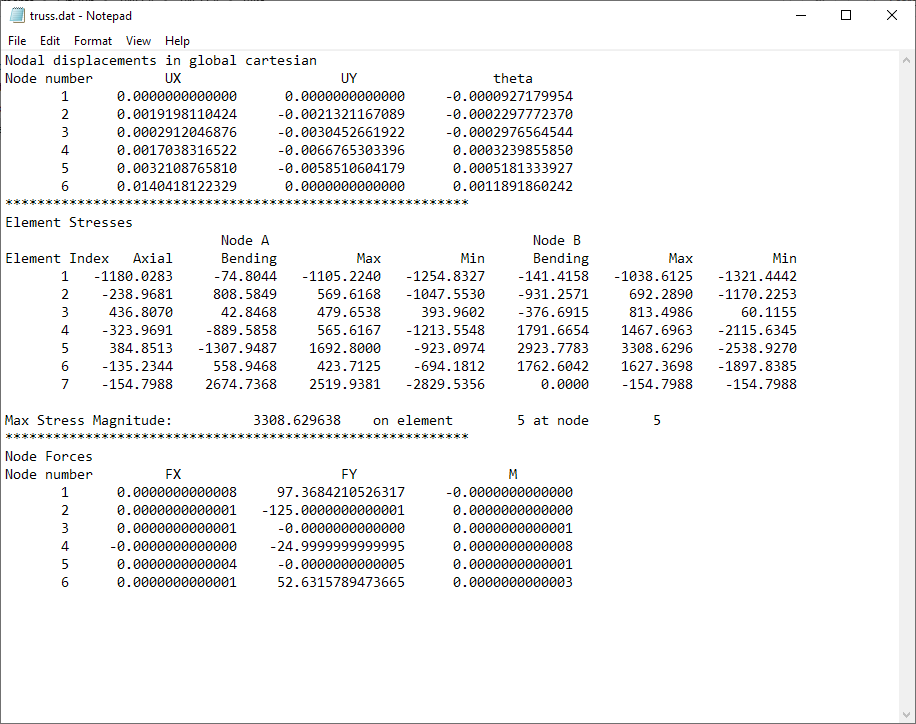 truss.dat - Notepad
File Edit Format View Help
Nodal displacements in global cartesian
Node number UX UY theta
1 0.0000000000000 0.0000000000000 -0.0000927179954
2 0.0019198110424 -0.0021321167089 -0.0002297772370
3 0.0002912046876 -0.0030452661922 -0.0002976564544
4 0.0017038316522 -0.0066765303396 0.0003239855850
5 0.0032108765810 -0.0058510604179 0.0005181333927
6 0.0140418122329 0.0000000000000 0.0011891860242
**********************************************************
Element Stresses
Node A Node B
Element Index Axial Bending Max Min Bending Max Min
1 -1180.0283 -74.8044 -1105.2240 -1254.8327 -141.4158 -1038.6125 -1321.4442
2 -238.9681 808.5849 569.6168 -1047.5530 -931.2571 692.2890 -1170.2253
3 436.8070 42.8468 479.6538 393.9602 -376.6915 813.4986 60.1155
4 -323.9691 -889.5858 565.6167 -1213.5548 1791.6654 1467.6963 -2115.6345
5 384.8513 -1307.9487 1692.8000 -923.0974 2923.7783 3308.6296 -2538.9270
6 -135.2344 558.9468 423.7125 -694.1812 1762.6042 1627.3698 -1897.8385
7 -154.7988 2674.7368 2519.9381 -2829.5356 0.0000 -154.7988 -154.7988
Max Stress Magnitude: 3308.629638 on element 5 at node 5
**********************************************************
Node Forces
Node number FX FY M
1 0.0000000000008 97.3684210526317 -0.0000000000000
2 0.0000000000001 -125.0000000000001 0.0000000000000
3 0.0000000000001 -0.0000000000000 0.0000000000001
4 -0.0000000000000 -24.9999999999995 0.0000000000008
5 0.0000000000004 -0.0000000000005 0.0000000000001
6 0.0000000000001 52.6315789473665 0.0000000000003